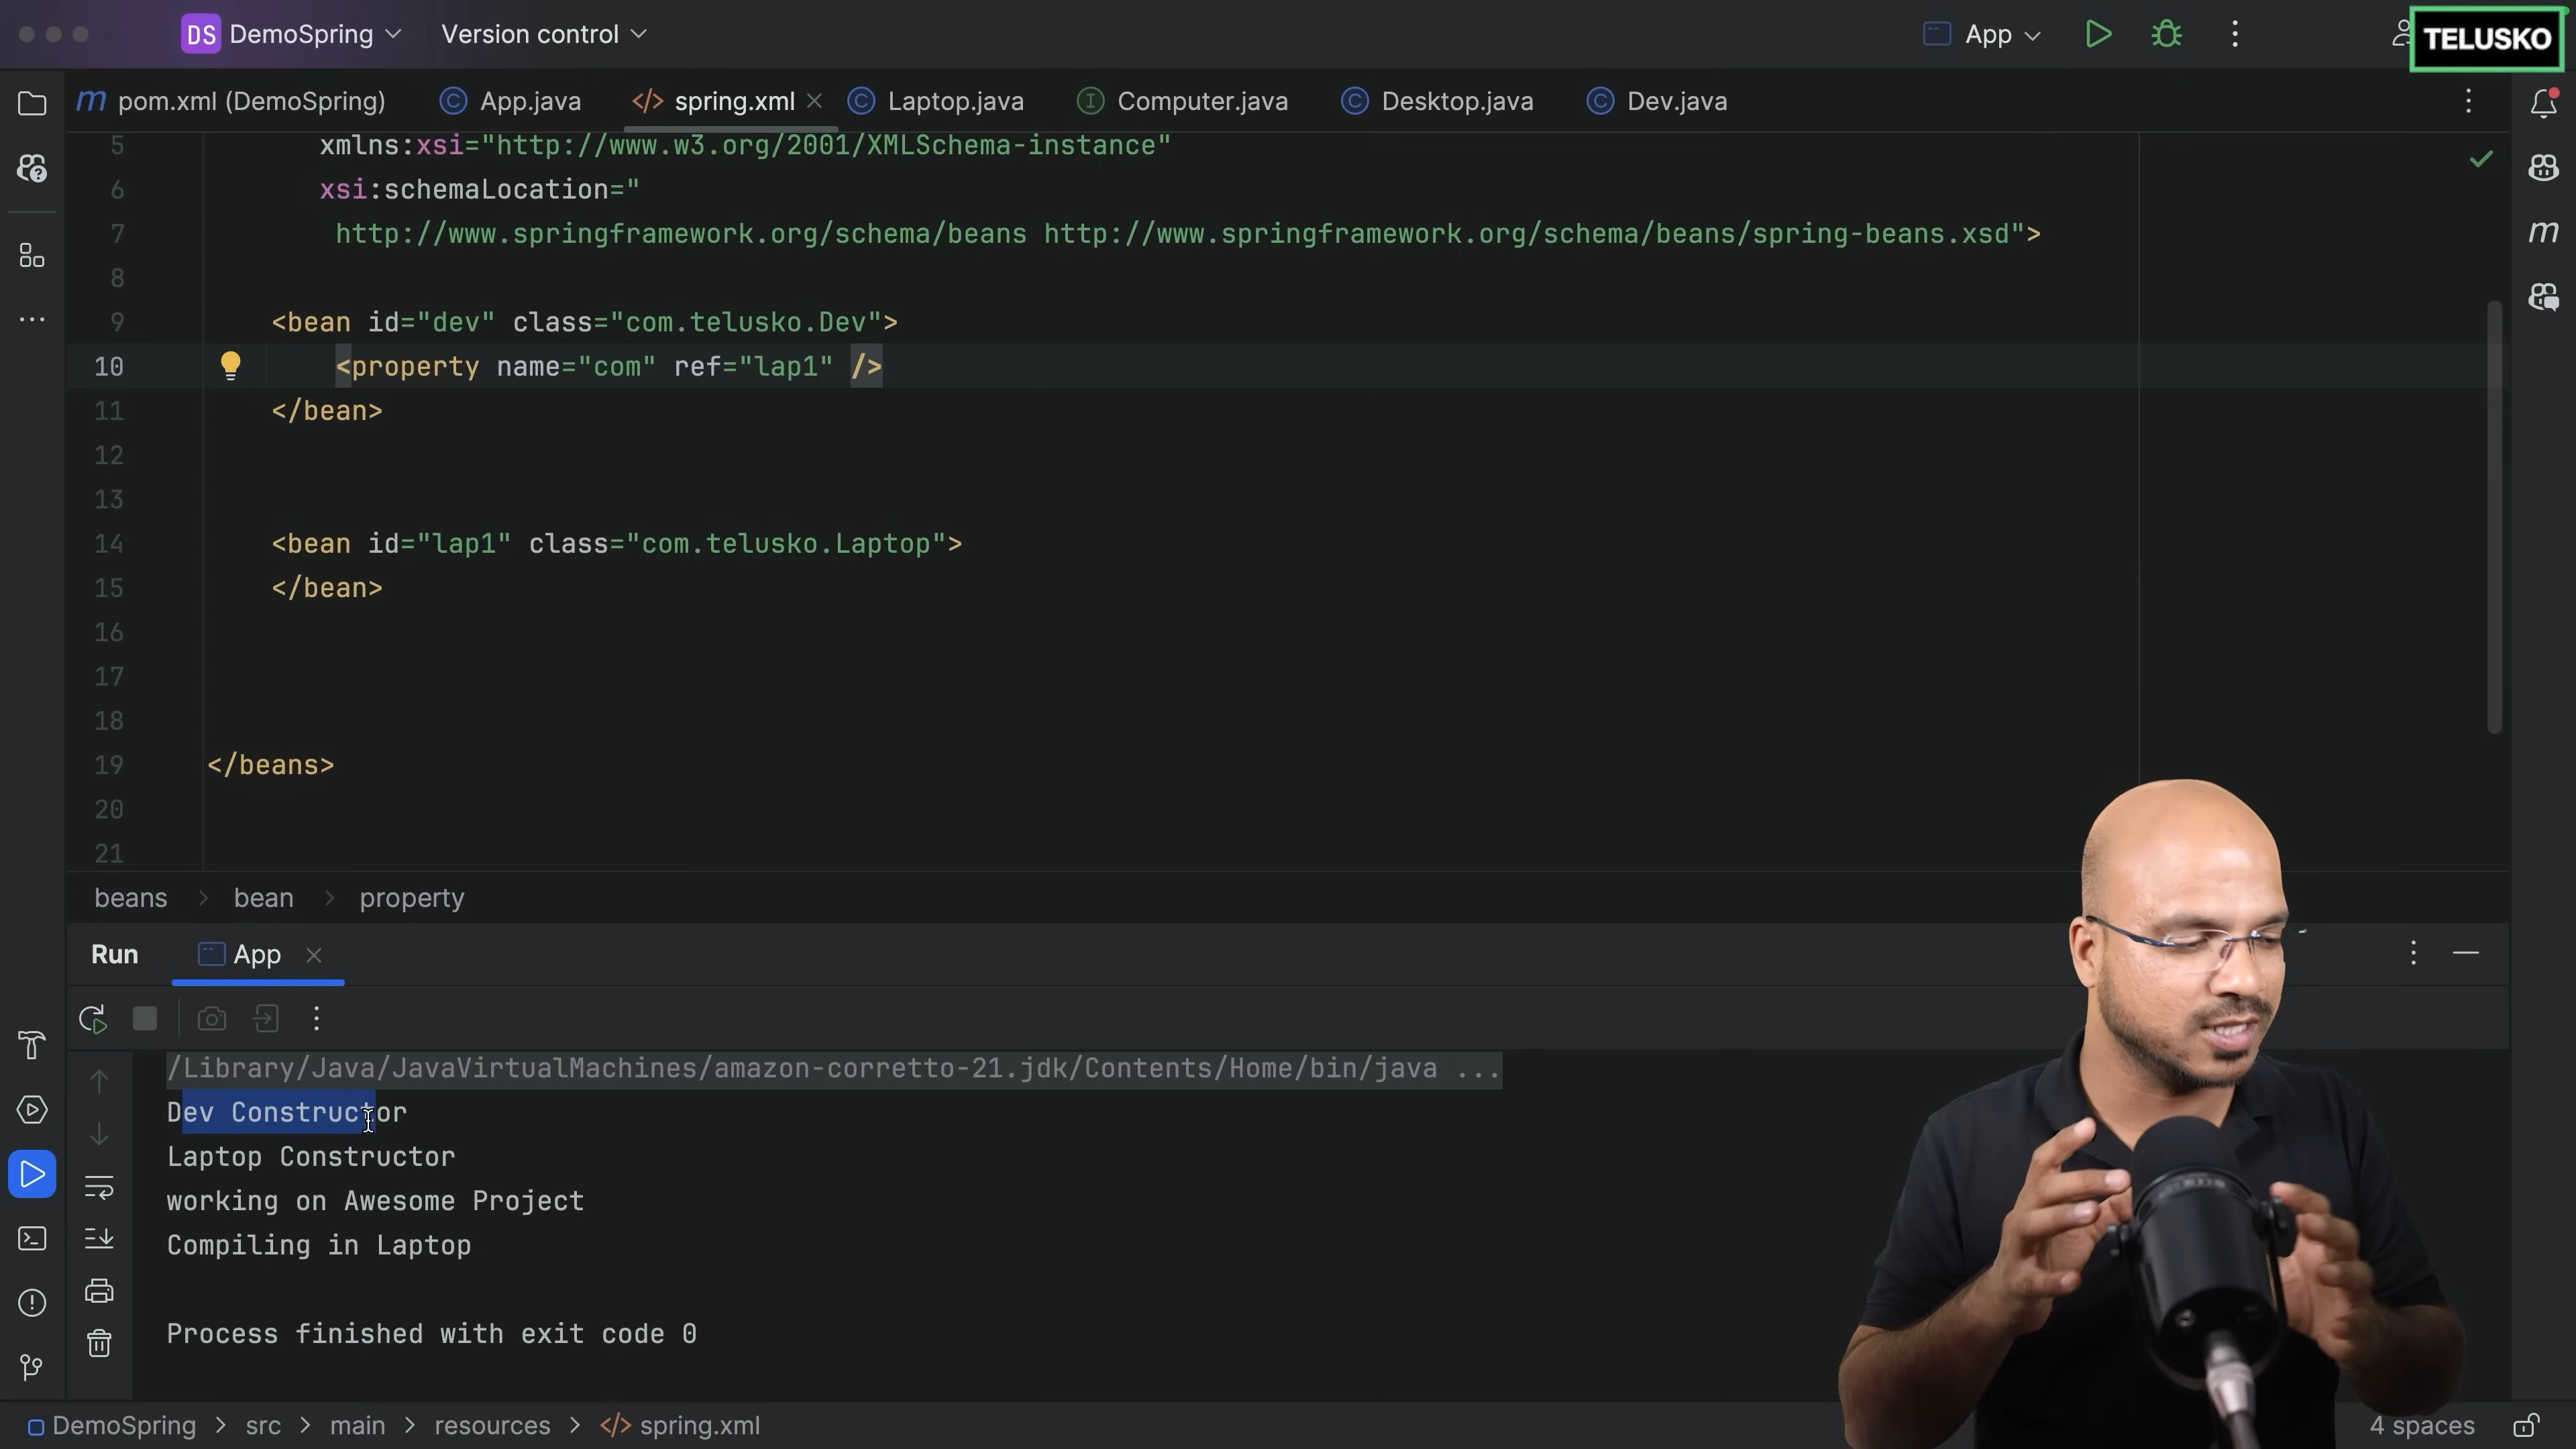 DS DemoSpring Version control App TELUSKO
pom.xml (DemoSpring) App.java spring.xml Laptop.java Computer.java Desktop.java Dev.java
5 xmlns:xsi="http://www.w3.org/2001/XMLSchema-instance"
6 xsi:schemaLocation="
7 http://www.springframework.org/schema/beans http://www.springframework.org/schema/beans/spring-beans.xsd">
8
9 <bean id="dev" class="com.telusko.Dev">
10 <property name="com" ref="lap1" />
11 </bean>
12
13
14 <bean id="lap1" class="com.telusko.Laptop">
15 </bean>
16
17
18
19 </beans>
20
21
beans > bean > property
Run App
/Library/Java/JavaVirtualMachines/amazon-corretto-21.jdk/Contents/Home/bin/java ...
Dev Constructor
Laptop Constructor
working on Awesome Project
Compiling in Laptop
Process finished with exit code 0
DemoSpring > src > main > resources > </> spring.xml 4 spaces